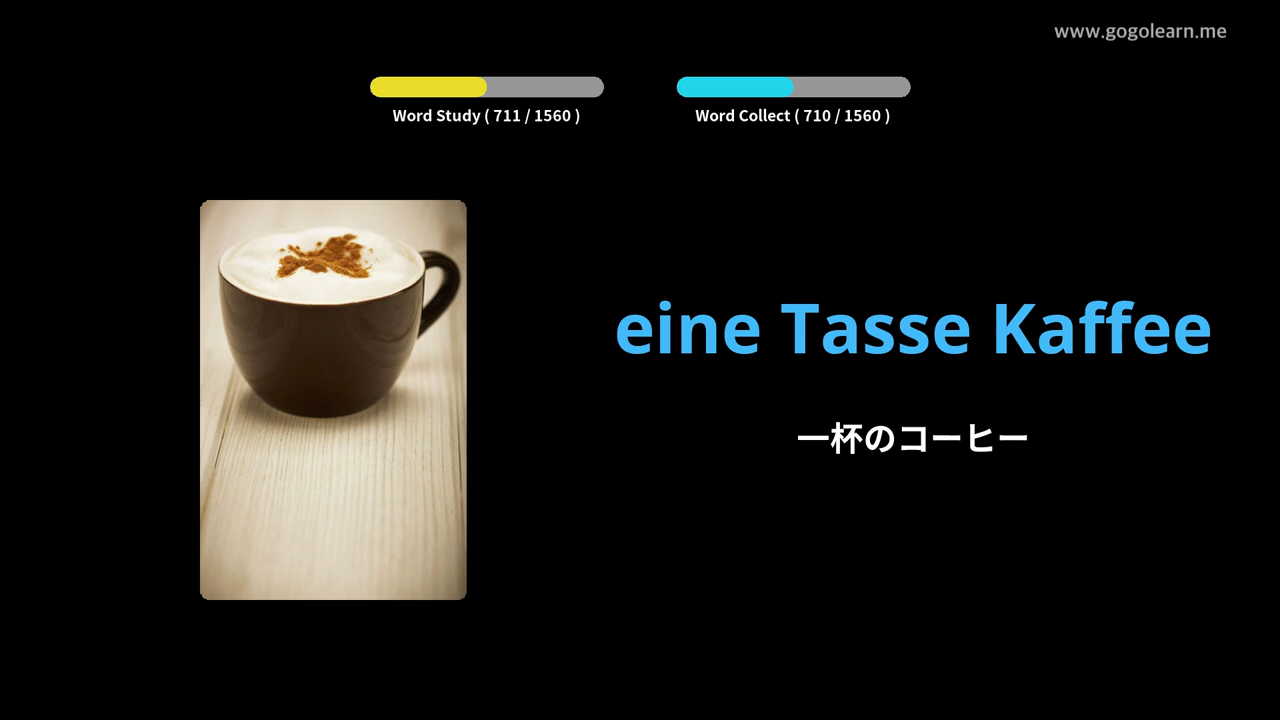 www.gogolearn.me
Word Study ( 711 / 1560 )
Word Collect ( 710 / 1560 )
eine Tasse Kaffee
一杯のコーヒー